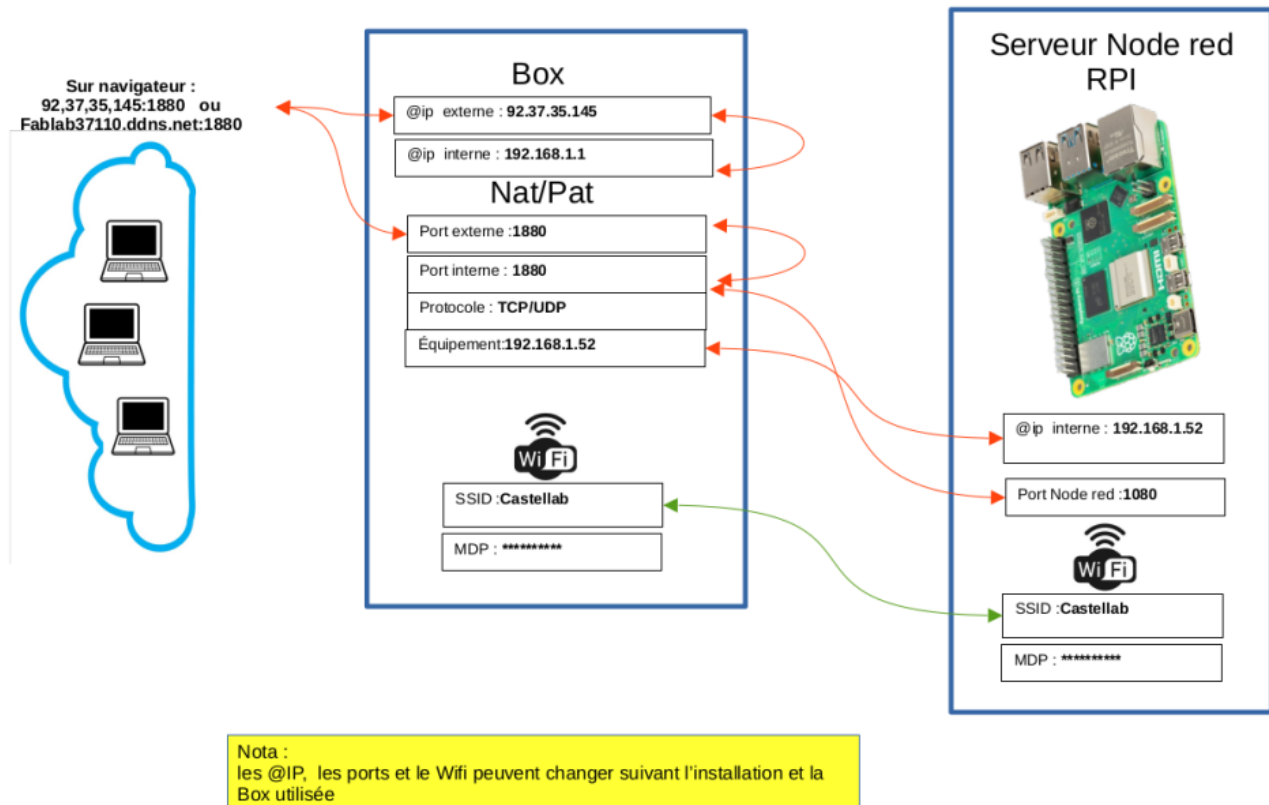 Sur navigateur :
92,37,35,145:1880 ou
Fablab37110.ddns.net:1880
Box
@ip externe : 92.37.35.145
@ip interne : 192.168.1.1
Nat/Pat
Port externe :1880
Port interne : 1880
Protocole : TCP/UDP
Équipement:192.168.1.52
WiFi
SSID :Castellab
MDP : **********
Serveur Node red
RPI
@ip interne : 192.168.1.52
Port Node red :1080
WiFi
SSID :Castellab
MDP : **********
Nota :
les @IP, les ports et le Wifi peuvent changer suivant l'installation et la
Box utilisée